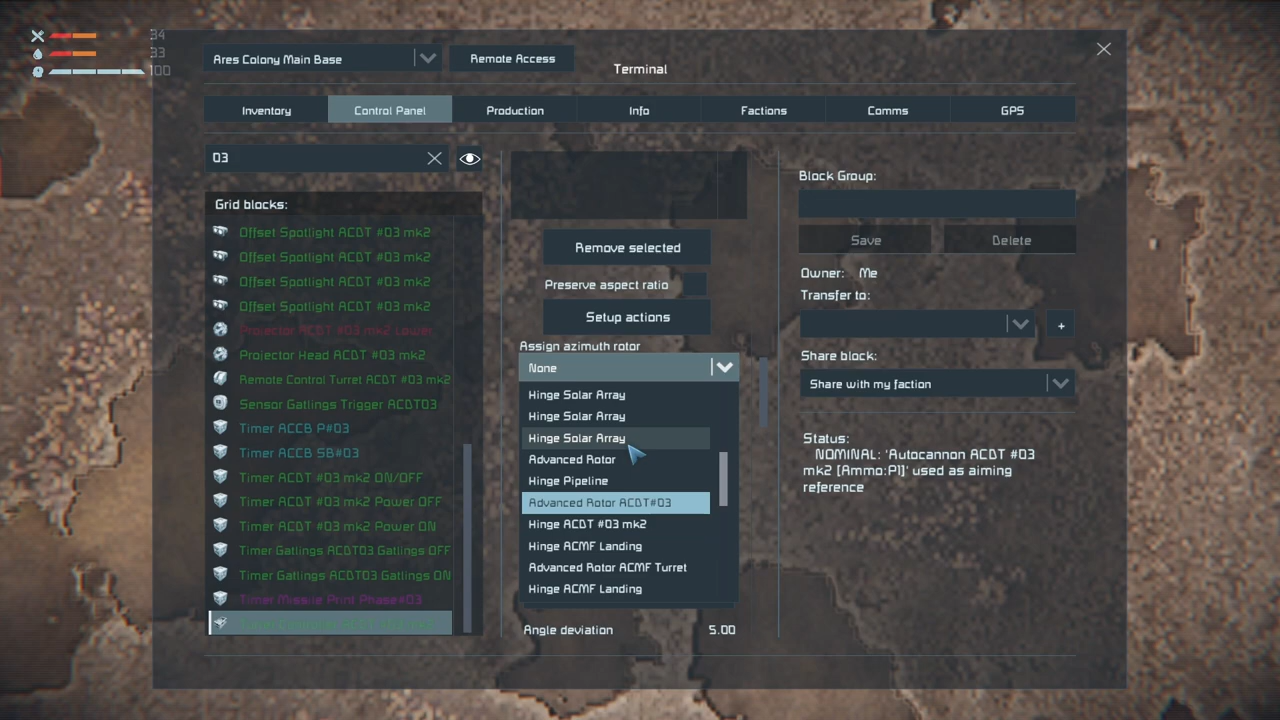 34
33
100
Ares Colony Main Base
Remote Access
Terminal
Inventory
Control Panel
Production
Info
Factions
Comms
GPS
03
Grid blocks:
Offset Spotlight ACDT #03 mk2
Offset Spotlight ACDT #03 mk2
Offset Spotlight ACDT #03 mk2
Offset Spotlight ACDT #03 mk2
Projector ACDT #03 mk2 Lower
Projector Head ACDT #03 mk2
Remote Control Turret ACDT #03 mk2
Sensor Gatlings Trigger ACDT03
Timer ACCB P#03
Timer ACCB SB#03
Timer ACDT #03 mk2 ON/OFF
Timer ACDT #03 mk2 Power OFF
Timer ACDT #03 mk2 Power ON
Timer Gatlings ACDT03 Gatlings OFF
Timer Gatlings ACDT03 Gatlings ON
Timer Missile Print Phase#03
Remove selected
Preserve aspect ratio
Setup actions
Assign azimuth rotor
None
Hinge Solar Array
Hinge Solar Array
Hinge Solar Array
Advanced Rotor
Hinge Pipeline
Advanced Rotor ACDT#03
Hinge ACDT #03 mk2
Hinge ACMF Landing
Advanced Rotor ACMF Turret
Hinge ACMF Landing
Angle deviation
5.00
Block Group:
Save
Delete
Owner: Me
Transfer to:
+
Share block:
Share with my faction
Status:
NOMINAL: 'Autocannon ACDT #03
mk2 [Ammo:P1]' used as aiming
reference